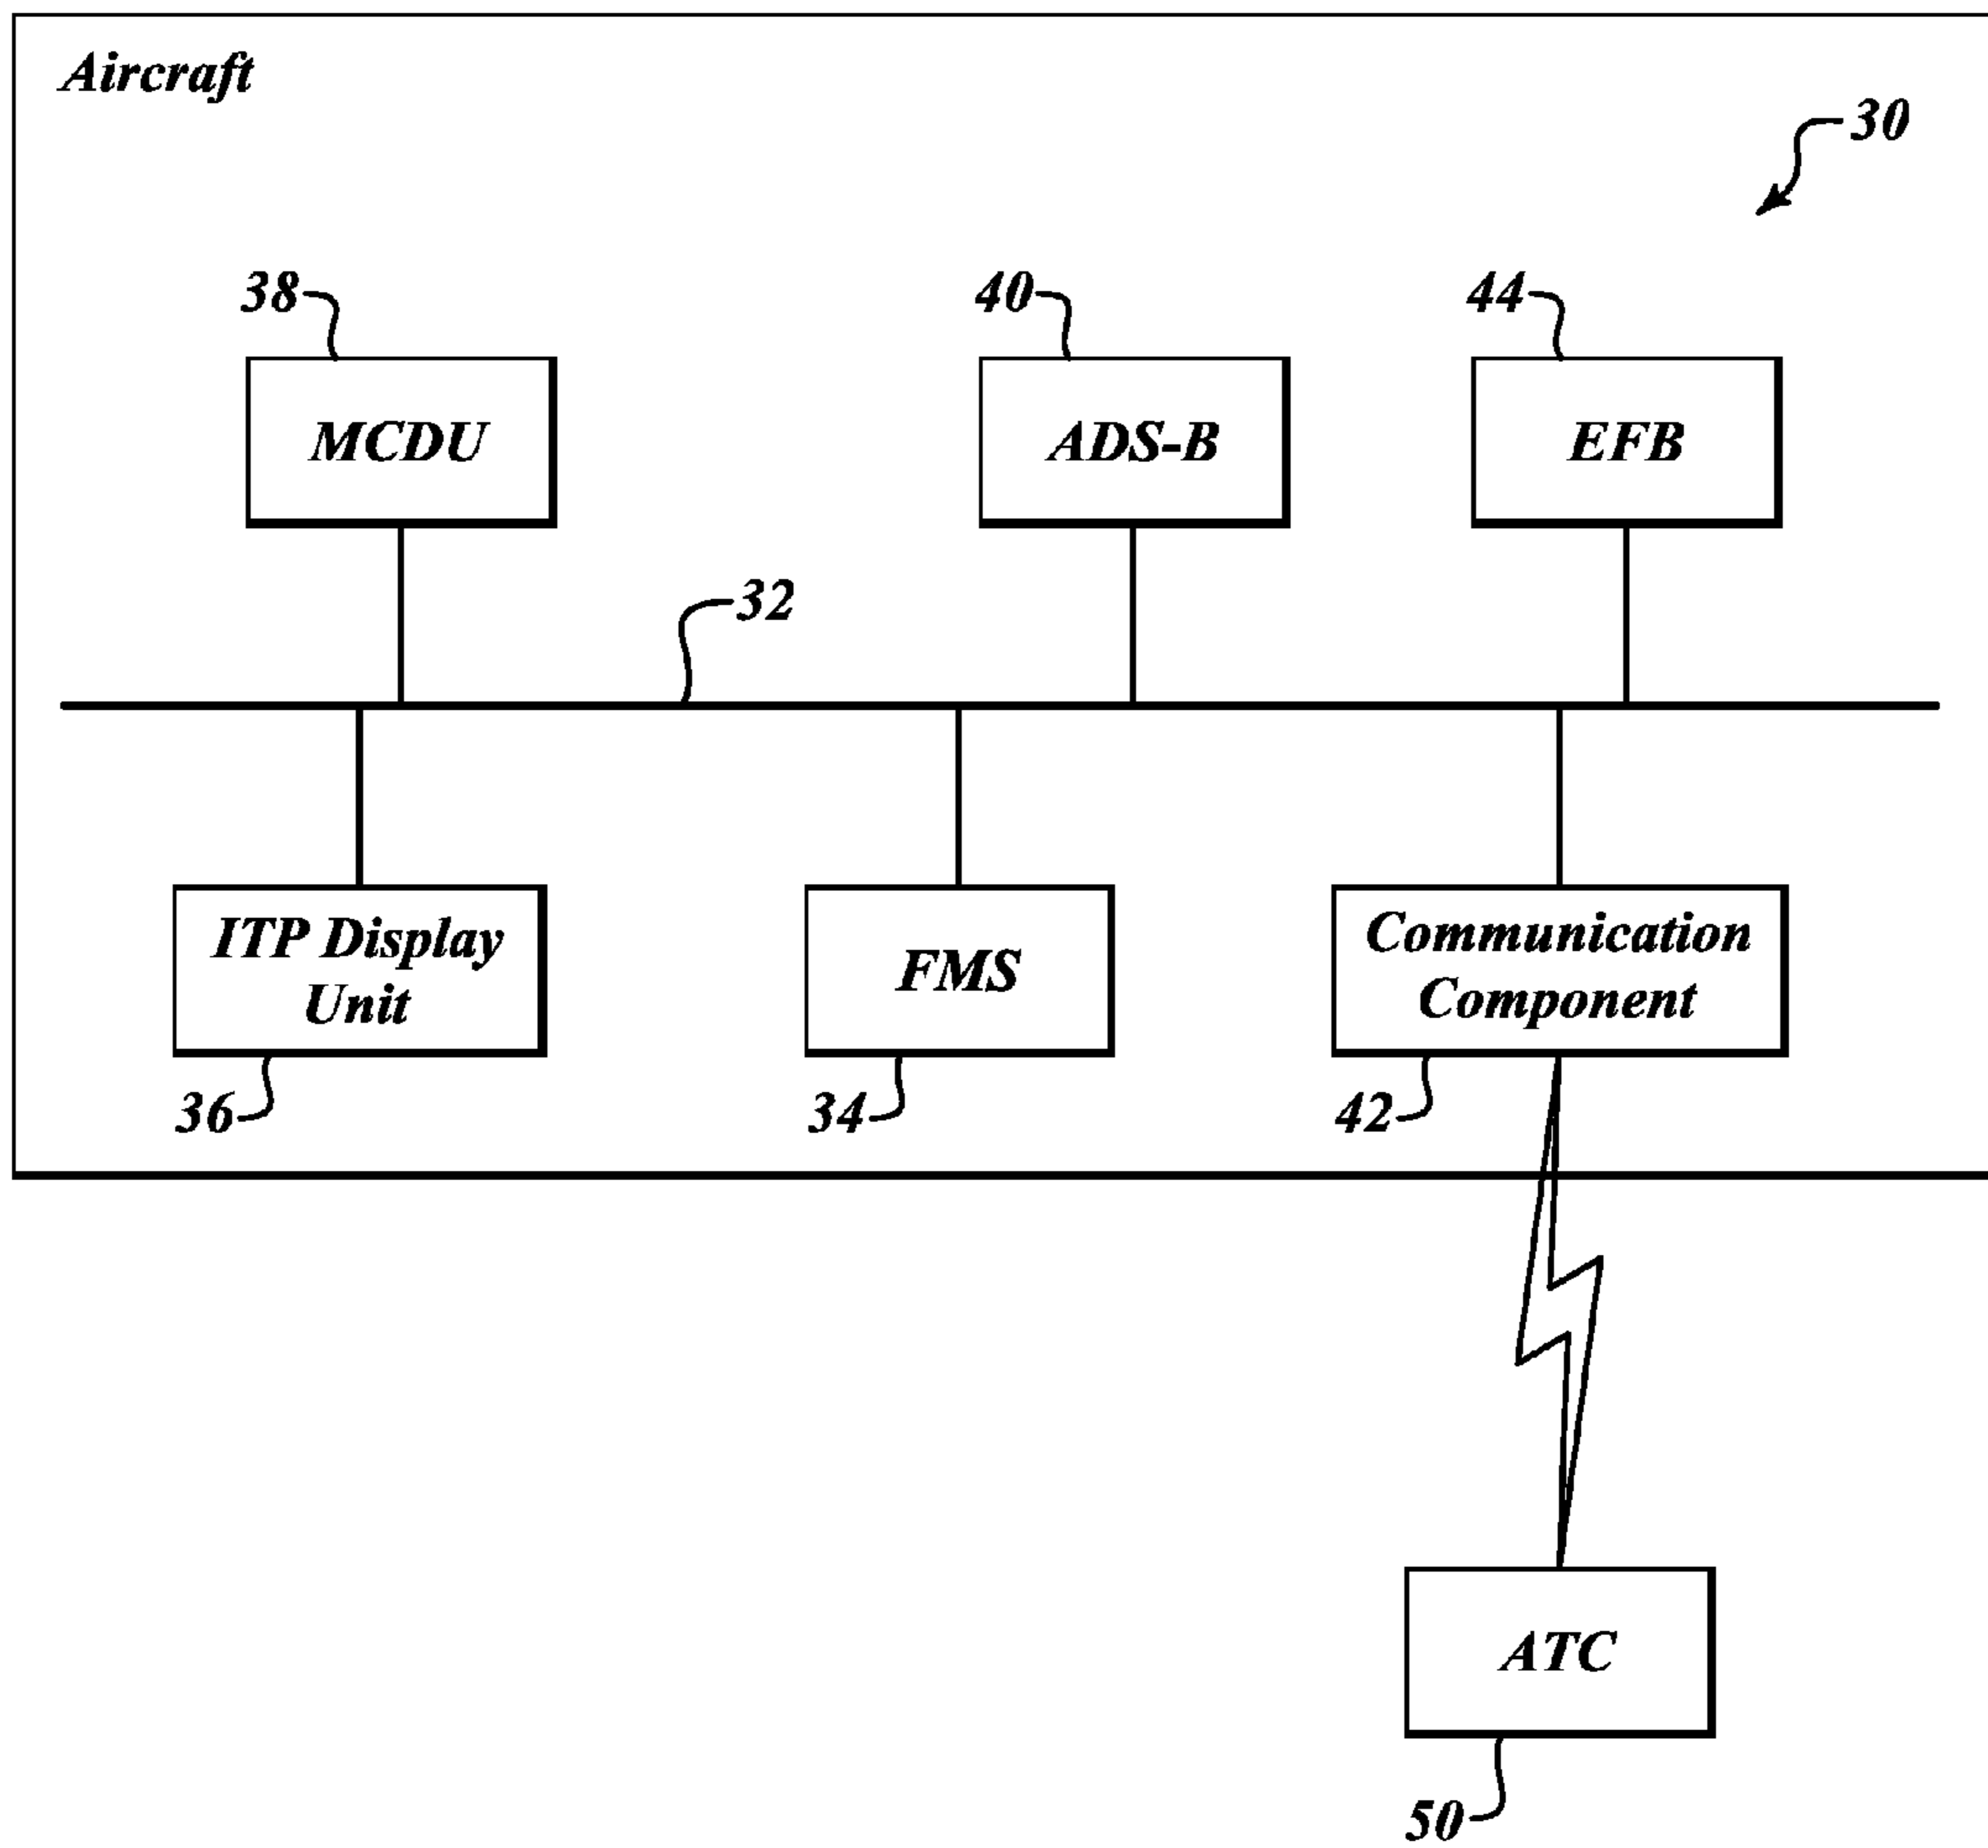 Aircraft
30
38
40
44
MCDU
ADS-B
EFB
32
ITP Display
Unit
FMS
Communication
Component
36
34
42
ATC
50